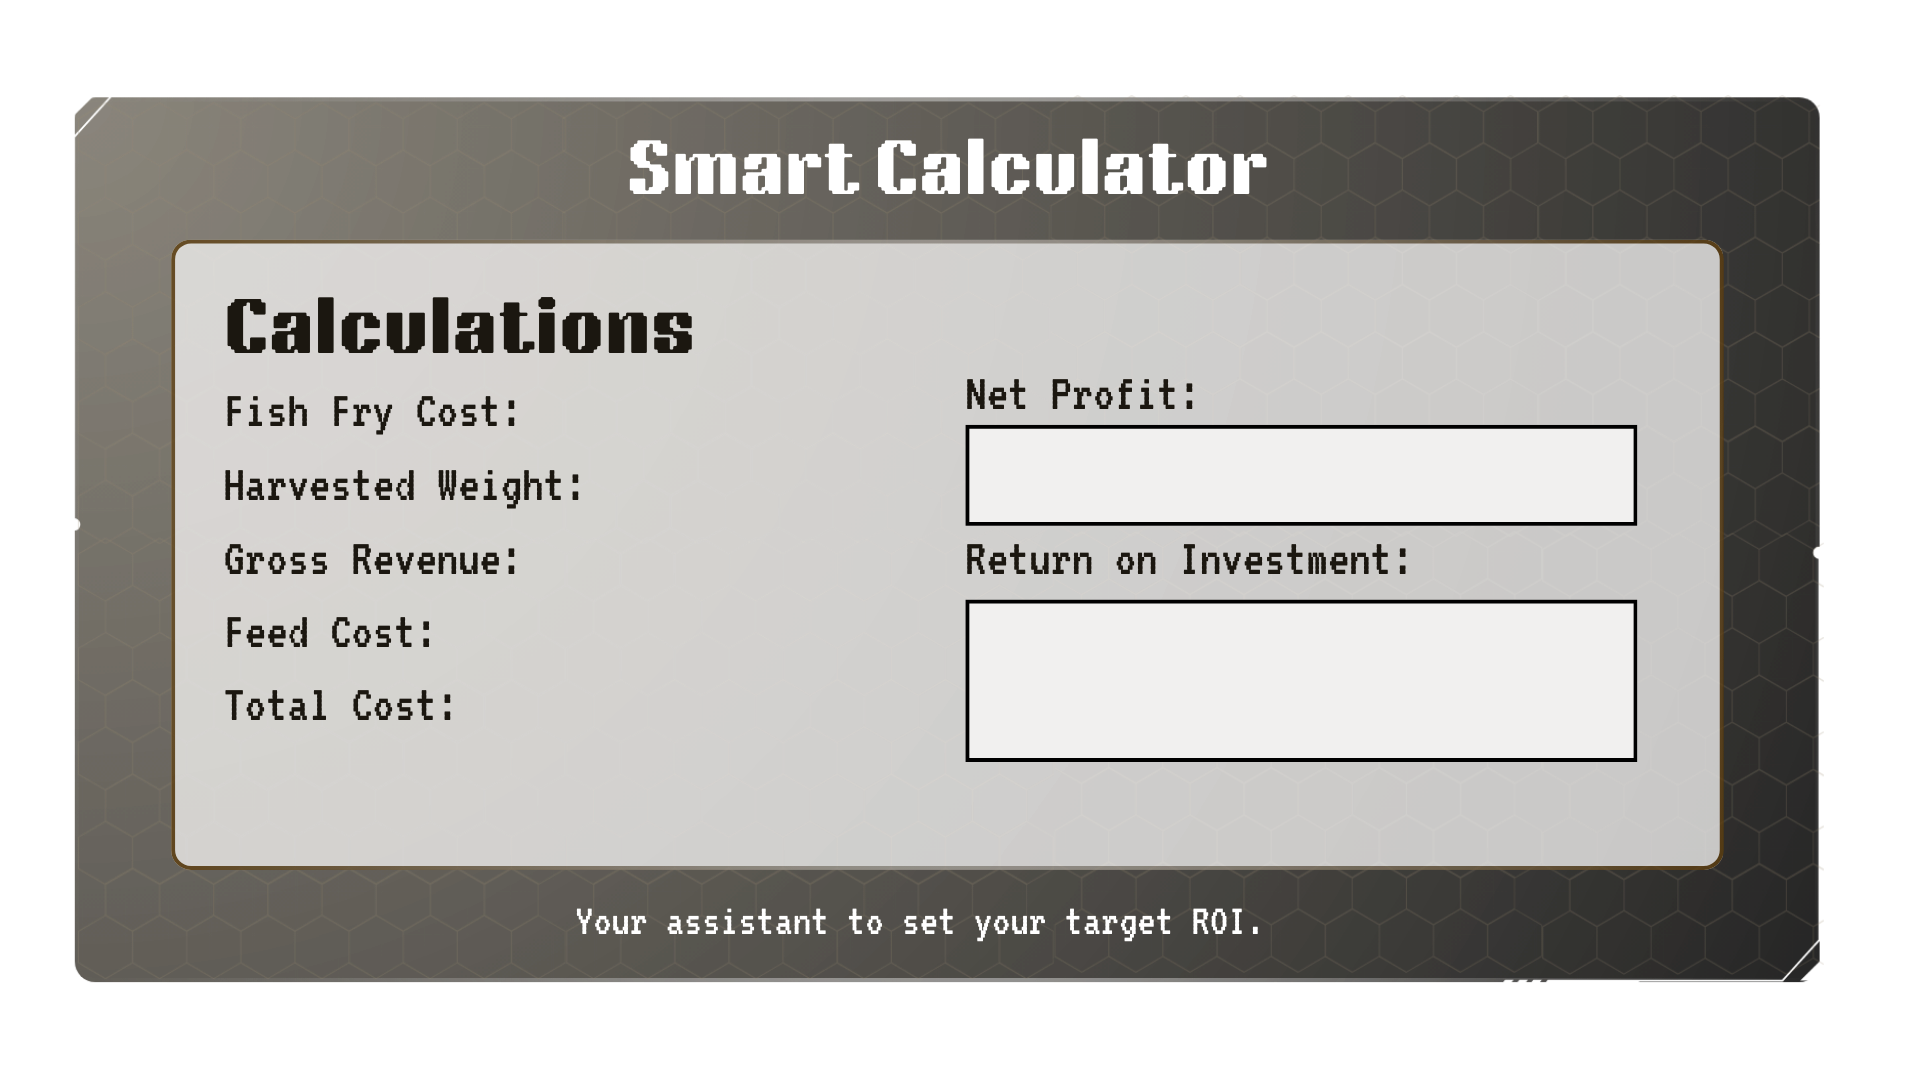 Smart Calculator
Calculations
Fish Fry Cost:
Harvested Weight:
Gross Revenue:
Feed Cost:
Total Cost:
Net Profit:
Return on Investment:
Your assistant to set your target ROI.